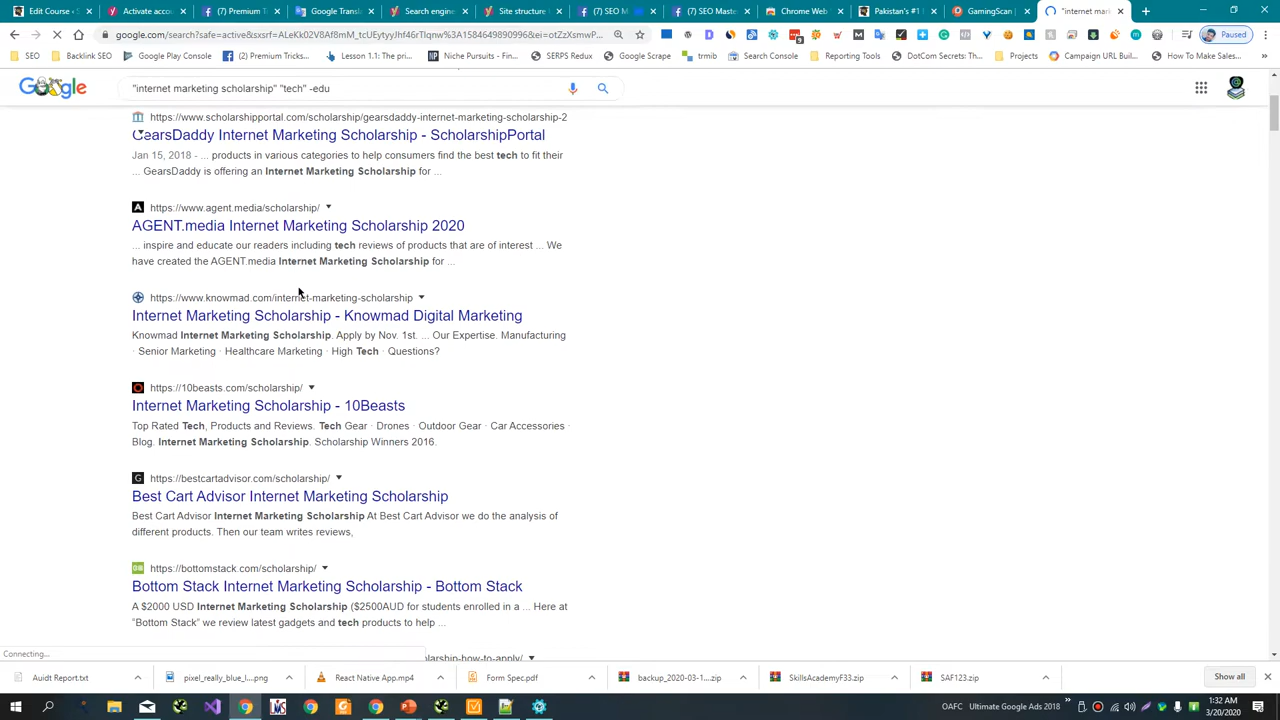 Edit Course < S
Activate accou
(7) Premium T
Google Transla
Search engine
Site structure
(7) SEO M
(7) SEO Maste
Chrome Web
Pakistan's #1
GamingScan |
"internet mark
google.com/search?safe=active&sxsrf=ALeKk02V8Af8mM_tcUEytyyJhf46rTlqnw%3A1584649890996&ei=otZzXsmwP...
Paused
SEO
Backlink SEO
Google Play Console
(7) Premium Tricks...
Lesson 1.1: The pri...
Niche Pursuits - Fin...
SERPS Redux
Google Scrape
trmib
Search Console
Reporting Tools
DotCom Secrets: Th...
Projects
Campaign URL Buil...
How To Make Sales...
Google
"internet marketing scholarship" "tech" -edu
https://www.scholarshipportal.com/scholarship/gearsdaddy-internet-marketing-scholarship-2
GearsDaddy Internet Marketing Scholarship - ScholarshipPortal
Jan 15, 2018 - ... products in various categories to help consumers find the best tech to fit their
... GearsDaddy is offering an Internet Marketing Scholarship for ...
https://www.agent.media/scholarship/
AGENT.media Internet Marketing Scholarship 2020
... inspire and educate our readers including tech reviews of products that are of interest ... We
have created the AGENT.media Internet Marketing Scholarship for ...
https://www.knowmad.com/internet-marketing-scholarship
Internet Marketing Scholarship - Knowmad Digital Marketing
Knowmad Internet Marketing Scholarship. Apply by Nov. 1st. ... Our Expertise. Manufacturing
· Senior Marketing · Healthcare Marketing · High Tech · Questions?
https://10beasts.com/scholarship/
Internet Marketing Scholarship - 10Beasts
Top Rated Tech, Products and Reviews. Tech Gear · Drones · Outdoor Gear · Car Accessories ·
Blog. Internet Marketing Scholarship. Scholarship Winners 2016.
https://bestcartadvisor.com/scholarship/
Best Cart Advisor Internet Marketing Scholarship
Best Cart Advisor Internet Marketing Scholarship At Best Cart Advisor we do the analysis of
different products. Then our team writes reviews,
https://bottomstack.com/scholarship/
Bottom Stack Internet Marketing Scholarship - Bottom Stack
A $2000 USD Internet Marketing Scholarship ($2500AUD for students enrolled in a ... Here at
"Bottom Stack" we review latest gadgets and tech products to help ...
Connecting...
olarship-how-to-apply/
Audit Report.txt
pixel_really_blue_l....png
React Native App.mp4
Form Spec.pdf
backup_2020-03-1....zip
SkillsAcademyF33.zip
SAF123.zip
Show all
OAFC
Ultimate Google Ads 2018
1:32 AM
3/20/2020